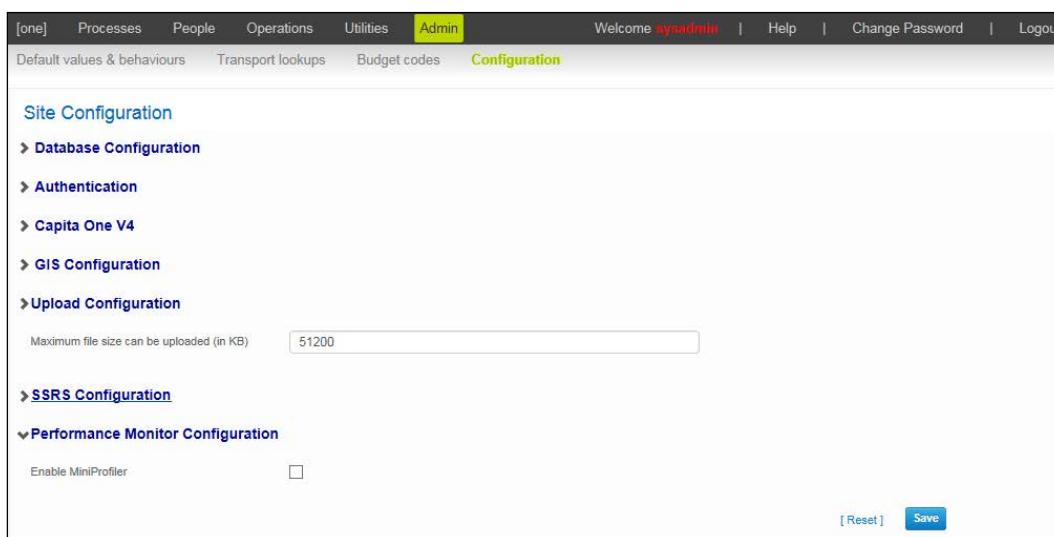 [one] Processes People Operations Utilities Admin Welcome sysadmin | Help | Change Password | Logou
Default values & behaviours Transport lookups Budget codes Configuration
Site Configuration
Database Configuration
Authentication
Capita One V4
GIS Configuration
Upload Configuration
Maximum file size can be uploaded (in KB) 51200
SSRS Configuration
Performance Monitor Configuration
Enable MiniProfiler
[ Reset ] Save